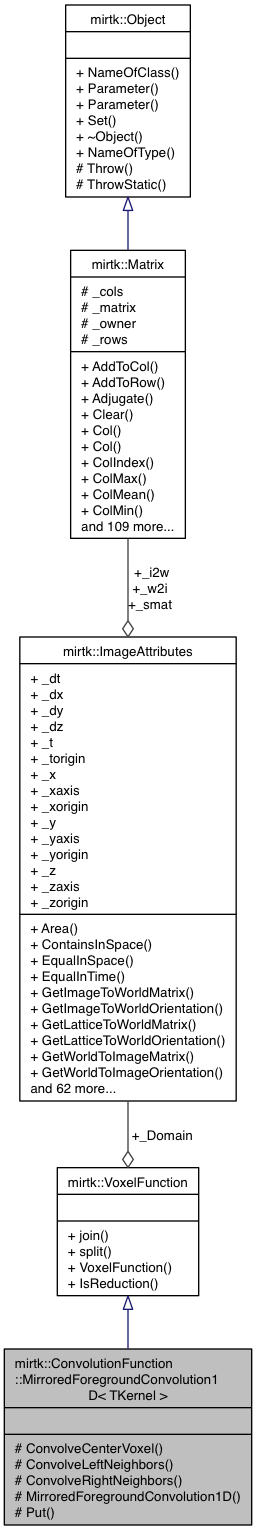 mirtk::Object
+ NameOfClass()
+ Parameter()
+ Parameter()
+ Set()
+ ~Object()
+ NameOfType()
# Throw()
# ThrowStatic()
mirtk::Matrix
# _cols
# _matrix
# _owner
# _rows
+ AddToCol()
+ AddToRow()
+ Adjugate()
+ Clear()
+ Col()
+ Col()
+ ColIndex()
+ ColMax()
+ ColMean()
+ ColMin()
and 109 more...
+_i2w
+_w2i
+_smat
mirtk::ImageAttributes
+ _dt
+ _dx
+ _dy
+ _dz
+ _t
+ _torigin
+ _x
+ _xaxis
+ _xorigin
+ _y
+ _yaxis
+ _yorigin
+ _z
+ _zaxis
+ _zorigin
+ Area()
+ ContainsInSpace()
+ EqualInSpace()
+ EqualInTime()
+ GetImageToWorldMatrix()
+ GetImageToWorldOrientation()
+ GetLatticeToWorldMatrix()
+ GetLatticeToWorldOrientation()
+ GetWorldToImageMatrix()
+ GetWorldToImageOrientation()
and 62 more...
+_Domain
mirtk::VoxelFunction
+ join()
+ split()
+ VoxelFunction()
+ IsReduction()
mirtk::ConvolutionFunction
::MirroredForegroundConvolution1
D< TKernel >
# ConvolveCenterVoxel()
# ConvolveLeftNeighbors()
# ConvolveRightNeighbors()
# MirroredForegroundConvolution1D()
# Put()